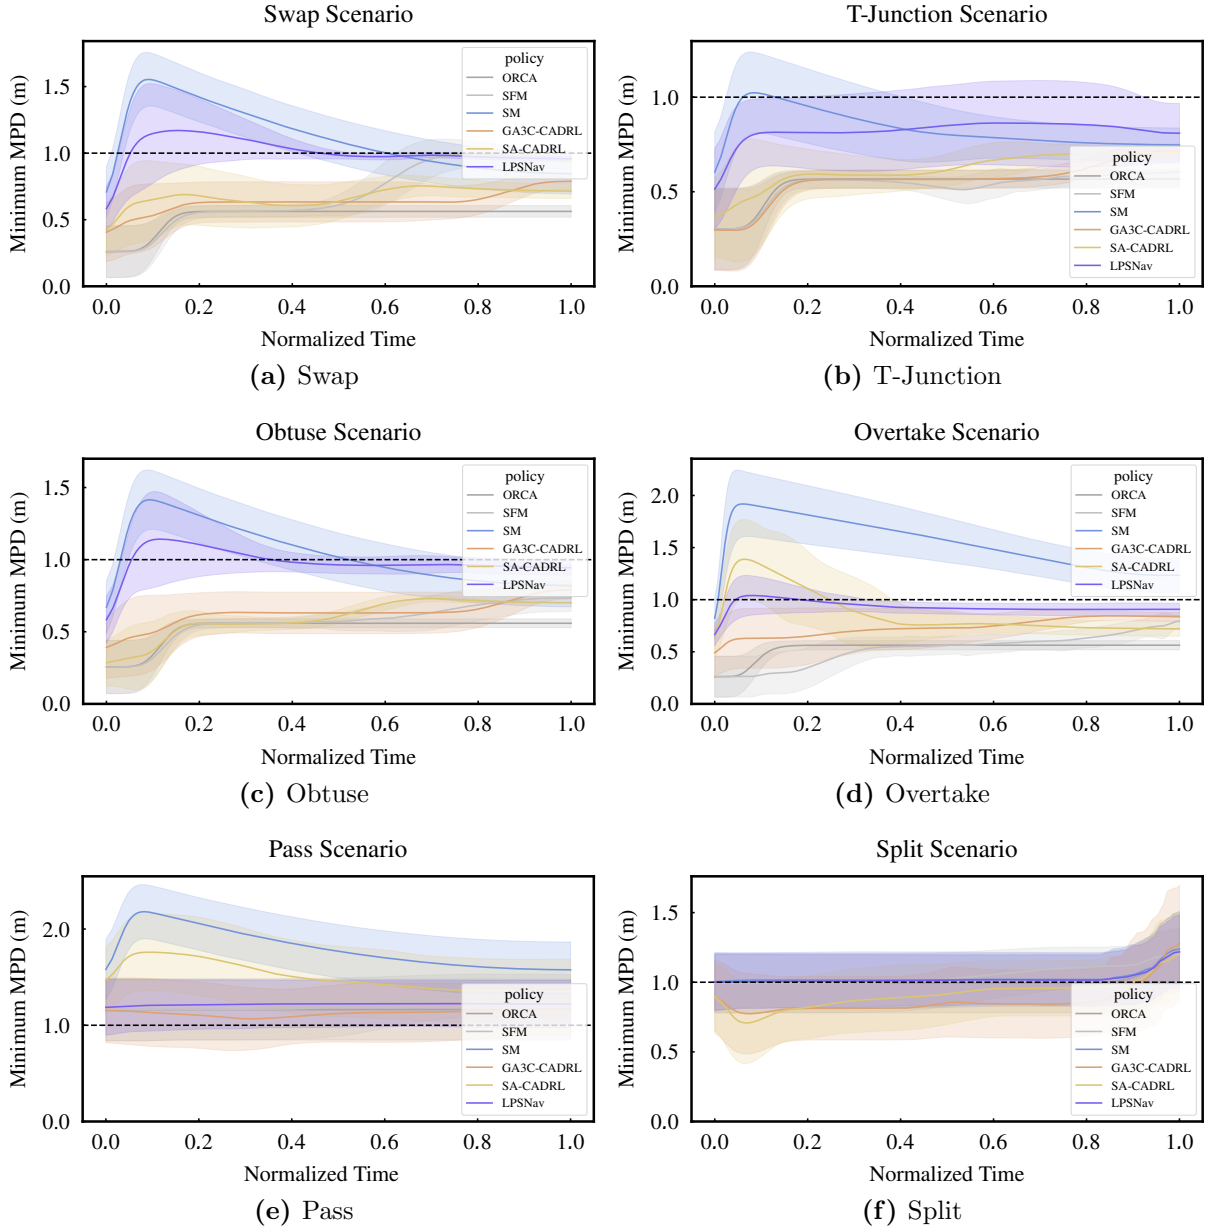 Swap Scenario
Minimum MPD (m)
1.5
1.0
0.5
0.0
policy
ORCA
SFM
SM
GA3C-CADRL
SA-CADRL
LPSNav
0.0 0.2 0.4 0.6 0.8 1.0
Normalized Time
(a) Swap
T-Junction Scenario
Minimum MPD (m)
1.0
0.5
0.0
policy
ORCA
SFM
SM
GA3C-CADRL
SA-CADRL
LPSNav
0.0 0.2 0.4 0.6 0.8 1.0
Normalized Time
(b) T-Junction
Obtuse Scenario
Minimum MPD (m)
1.5
1.0
0.5
0.0
policy
ORCA
SFM
SM
GA3C-CADRL
SA-CADRL
LPSNav
0.0 0.2 0.4 0.6 0.8 1.0
Normalized Time
(c) Obtuse
Overtake Scenario
Minimum MPD (m)
2.0
1.5
1.0
0.5
0.0
policy
ORCA
SFM
SM
GA3C-CADRL
SA-CADRL
LPSNav
0.0 0.2 0.4 0.6 0.8 1.0
Normalized Time
(d) Overtake
Pass Scenario
Minimum MPD (m)
2.0
1.0
0.0
policy
ORCA
SFM
SM
GA3C-CADRL
SA-CADRL
LPSNav
0.0 0.2 0.4 0.6 0.8 1.0
Normalized Time
(e) Pass
Split Scenario
Minimum MPD (m)
1.5
1.0
0.5
0.0
policy
ORCA
SFM
SM
GA3C-CADRL
SA-CADRL
LPSNav
0.0 0.2 0.4 0.6 0.8 1.0
Normalized Time
(f) Split